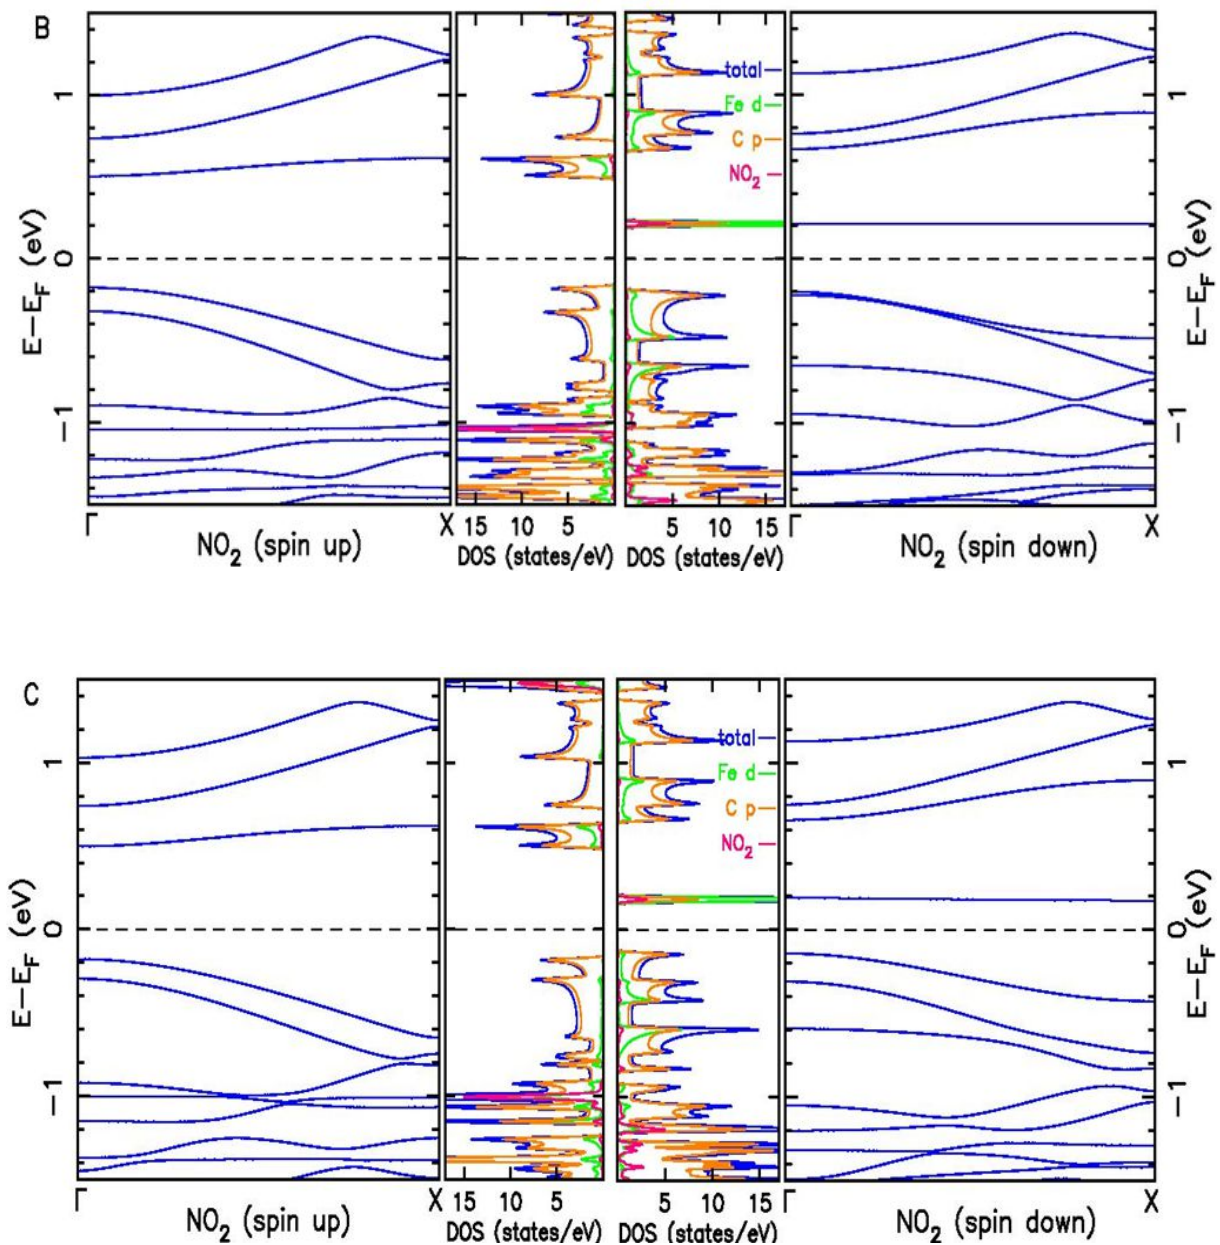 B
E−E_F (eV)
1
0
−1
total
Fe d
C p
NO₂
1
0
−1
E−E_F (eV)
Γ X
15 10 5
5 10 15
Γ X
NO₂ (spin up)
DOS (states/eV)
DOS (states/eV)
NO₂ (spin down)
C
E−E_F (eV)
1
0
−1
total
Fe d
C p
NO₂
1
0
−1
E−E_F (eV)
Γ X
15 10 5
5 10 15
Γ X
NO₂ (spin up)
DOS (states/eV)
DOS (states/eV)
NO₂ (spin down)